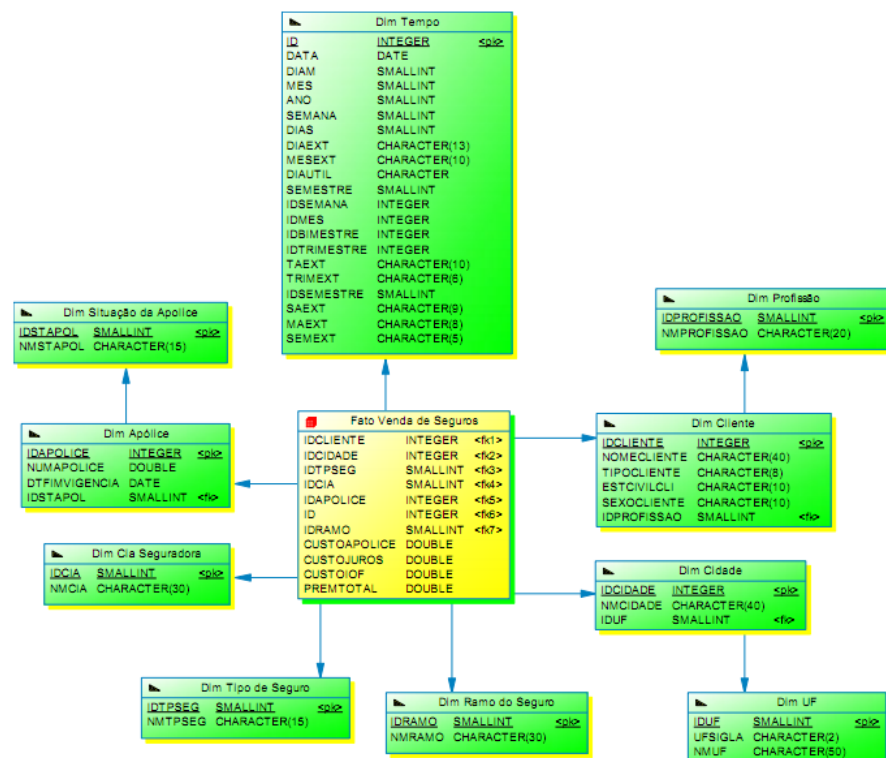 Dim Tempo
ID INTEGER <pk>
DATA DATE
DIAM SMALLINT
MES SMALLINT
ANO SMALLINT
SEMANA SMALLINT
DIAS SMALLINT
DIAEXT CHARACTER(13)
MESEXT CHARACTER(10)
DIAUTIL CHARACTER
SEMESTRE SMALLINT
IDSEMANA INTEGER
IDMES INTEGER
IDBIMESTRE INTEGER
IDTRIMESTRE INTEGER
TAEXT CHARACTER(10)
TRIMEXT CHARACTER(6)
IDSEMESTRE SMALLINT
SAEXT CHARACTER(9)
MAEXT CHARACTER(8)
SEMEXT CHARACTER(5)
Dim Situação da Apolice
IDSTAPOL SMALLINT <pk>
NMSTAPOL CHARACTER(15)
Dim Profissão
IDPROFISSAO SMALLINT <pk>
NMPROFISSAO CHARACTER(20)
Dim Apólice
IDAPOLICE INTEGER <pk>
NUMAPOLICE DOUBLE
DTFIMVIGENCIA DATE
IDSTAPOL SMALLINT <fk>
Fato Venda de Seguros
IDCLIENTE INTEGER <fk1>
IDCIDADE INTEGER <fk2>
IDTPSEG SMALLINT <fk3>
IDCIA SMALLINT <fk4>
IDAPOLICE INTEGER <fk5>
ID INTEGER <fk6>
IDRAMO SMALLINT <fk7>
CUSTOAPOLICE DOUBLE
CUSTOJUROS DOUBLE
CUSTOIOF DOUBLE
PREMTOTAL DOUBLE
Dim Cliente
IDCLIENTE INTEGER <pk>
NOMECLIENTE CHARACTER(40)
TIPOCLIENTE CHARACTER(8)
ESTCIVILCLI CHARACTER(10)
SEXOCLIENTE CHARACTER(10)
IDPROFISSAO SMALLINT <fk>
Dim Cia Seguradora
IDCIA SMALLINT <pk>
NMCIA CHARACTER(30)
Dim Cidade
IDCIDADE INTEGER <pk>
NMCIDADE CHARACTER(40)
IDUF SMALLINT <fk>
Dim Tipo de Seguro
IDTPSEG SMALLINT <pk>
NMTPSEG CHARACTER(15)
Dim Ramo do Seguro
IDRAMO SMALLINT <pk>
NMRAMO CHARACTER(30)
Dim UF
IDUF SMALLINT <pk>
UFSIGLA CHARACTER(2)
NMUF CHARACTER(50)